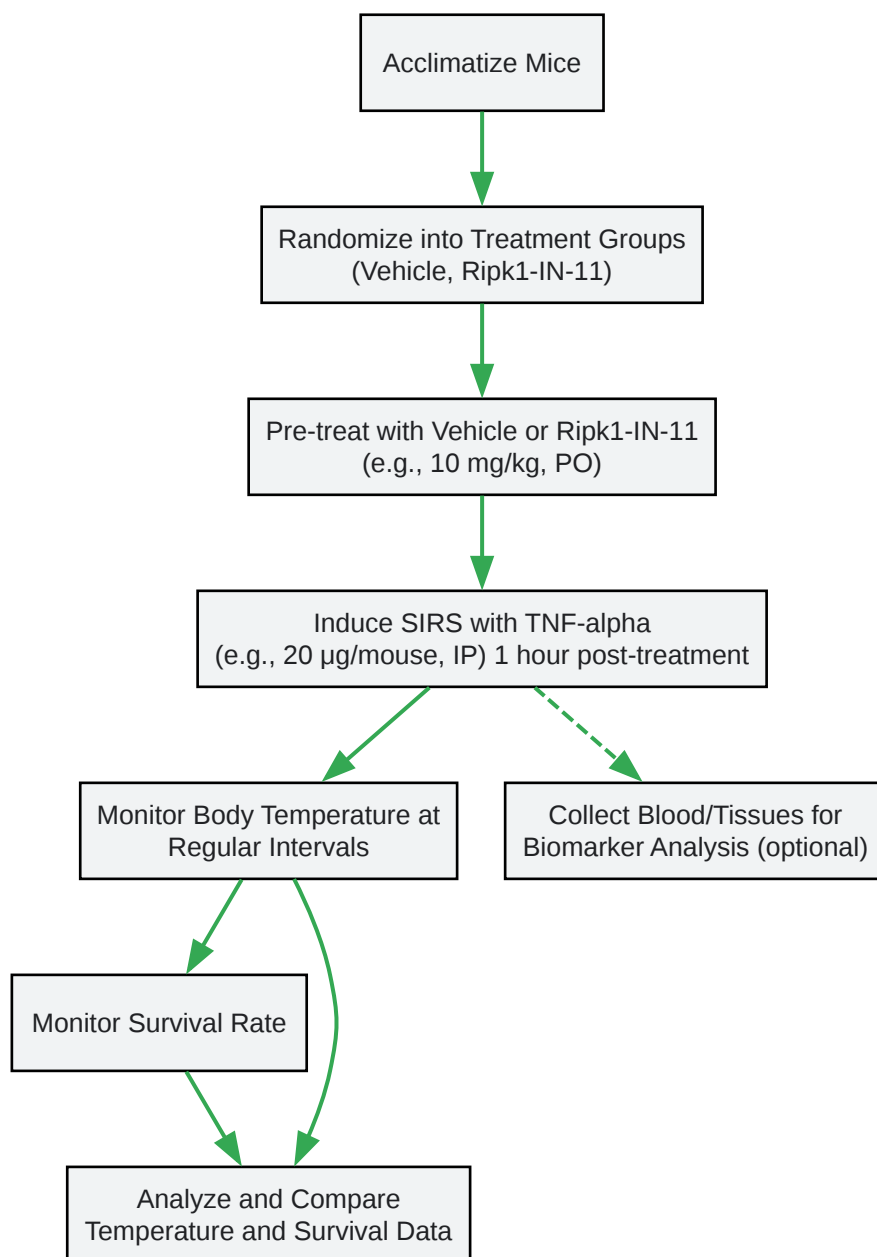 Acclimatize Mice
Randomize into Treatment Groups
(Vehicle, Ripk1-IN-11)
Pre-treat with Vehicle or Ripk1-IN-11
(e.g., 10 mg/kg, PO)
Induce SIRS with TNF-alpha
(e.g., 20 μg/mouse, IP) 1 hour post-treatment
Monitor Body Temperature at
Regular Intervals
Collect Blood/Tissues for
Biomarker Analysis (optional)
Monitor Survival Rate
Analyze and Compare
Temperature and Survival Data